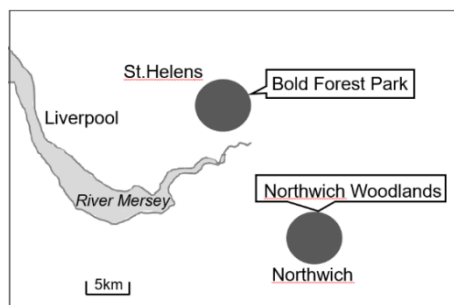 St.Helens
Bold Forest Park
Liverpool
River Mersey
Northwich Woodlands
5km
Northwich